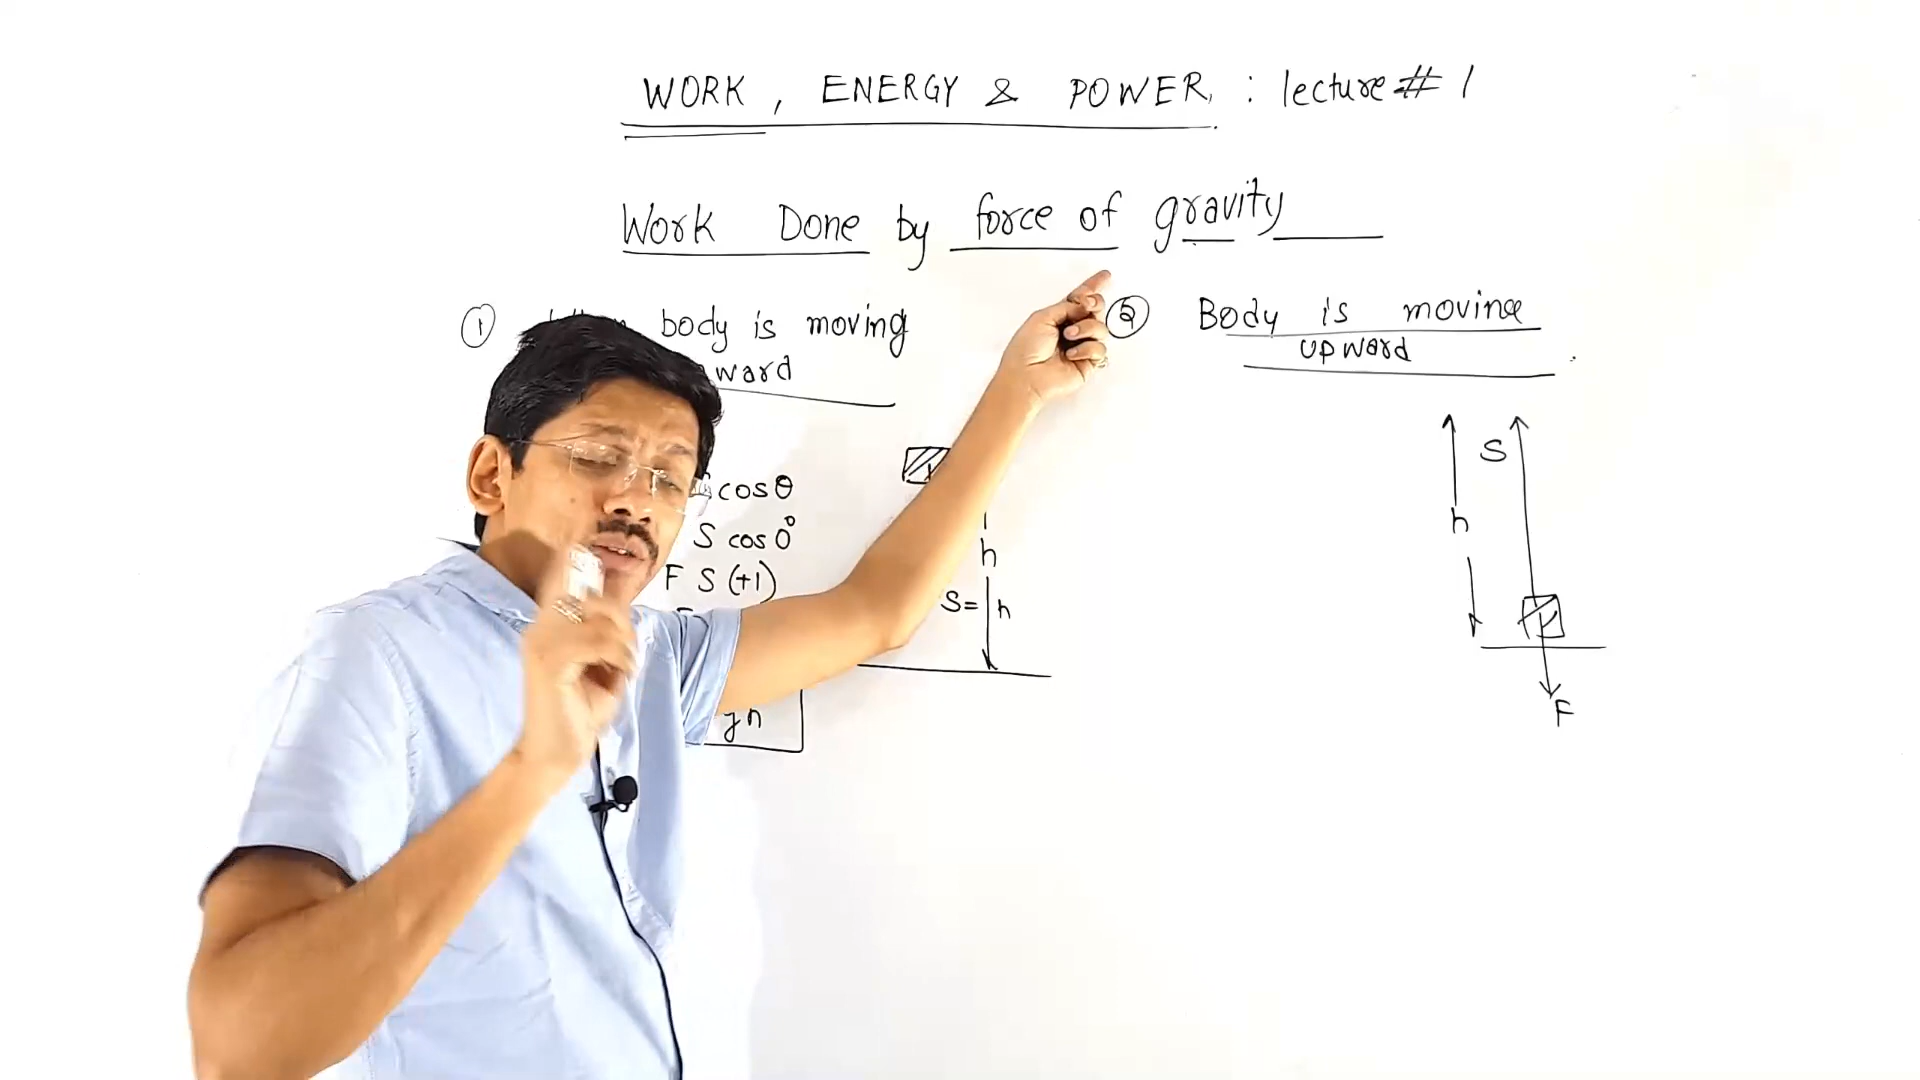 WORK, ENERGY & POWER : lecture # 1
Work Done by force of gravity
① body is moving
ward
cos θ
S cos 0°
F S (+1)
h
S = h
② Body is moving
upward
S
h
F